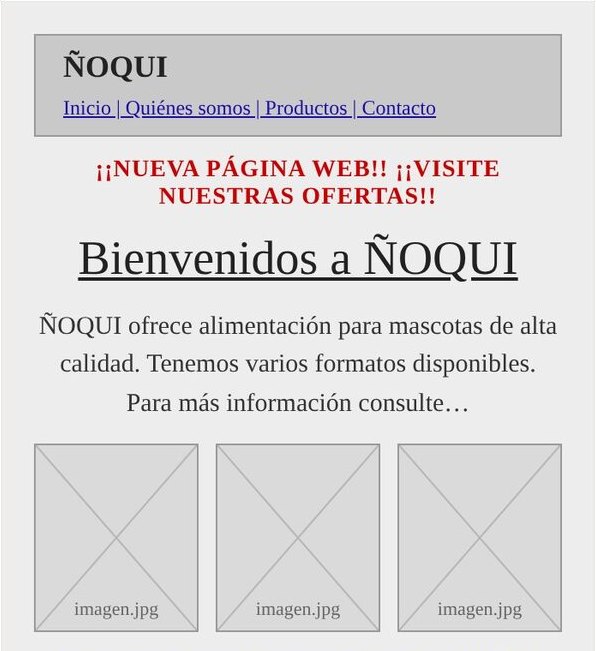 ÑOQUI
Inicio | Quiénes somos | Productos | Contacto
¡¡NUEVA PÁGINA WEB!! ¡¡VISITE
NUESTRAS OFERTAS!!
Bienvenidos a ÑOQUI
ÑOQUI ofrece alimentación para mascotas de alta
calidad. Tenemos varios formatos disponibles.
Para más información consulte…
imagen.jpg imagen.jpg imagen.jpg